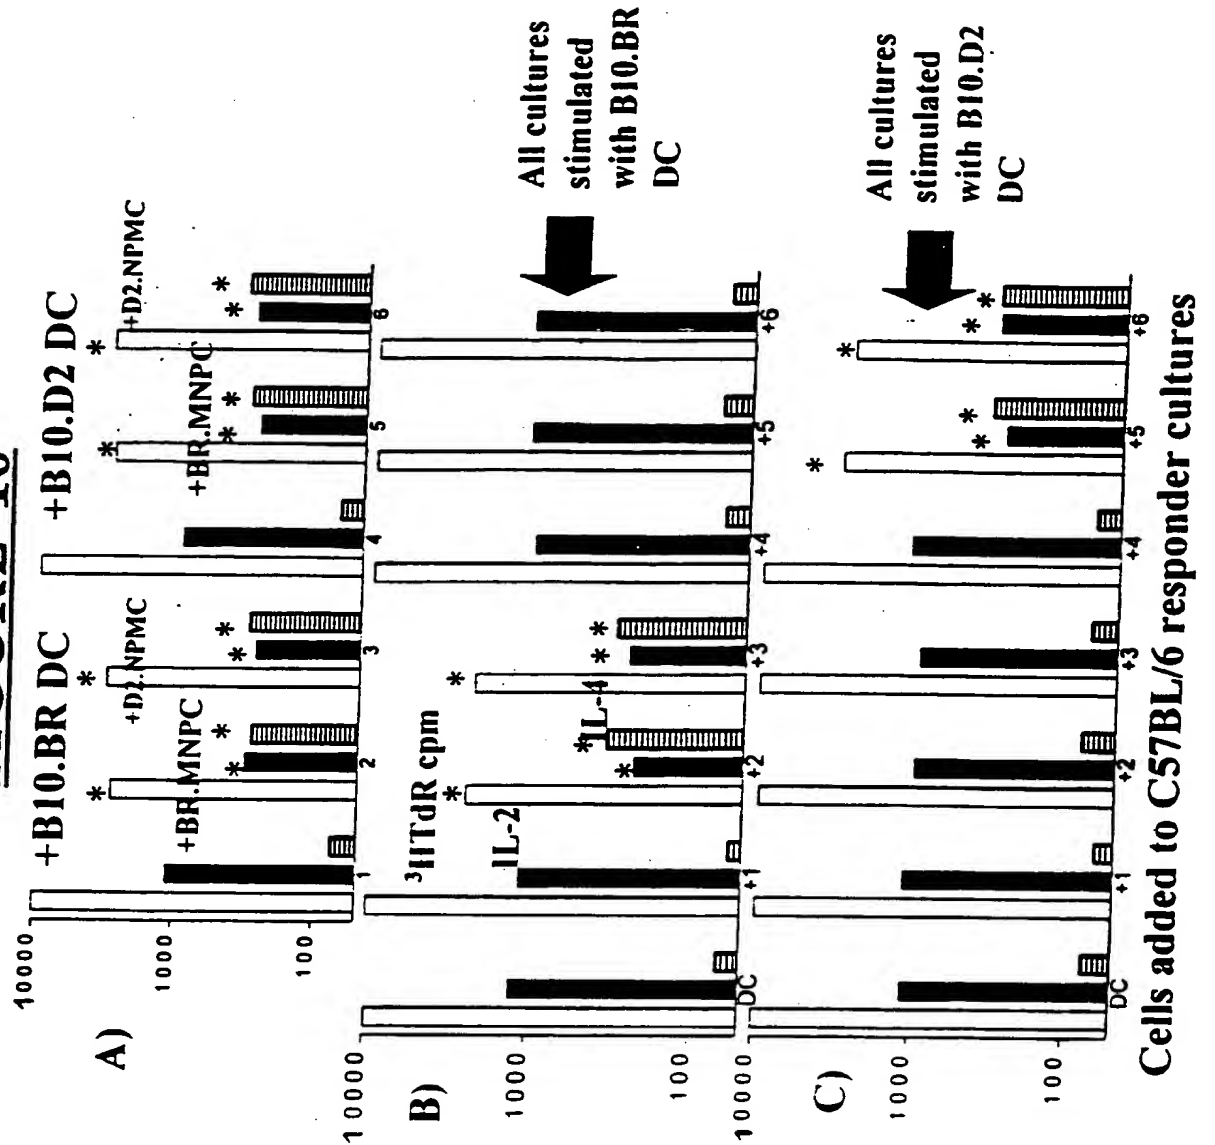 +B10.BR DC
+B10.D2 DC
A)
10000
1000
100
+BR.MNPC
+D2.NPMC
+BR.MNPC
+D2.NPMC
*
*
*
*
*
*
*
*
*
*
*
*
1
2
3
4
5
6
B)
10000
1000
100
³HTdR cpm
IL-2
IL-4
*
*
*
*
*
*
DC
+1
+2
+3
+4
+5
+6
All cultures
stimulated
with B10.BR
DC
C)
10000
1000
100
*
*
*
*
*
*
DC
+1
+2
+3
+4
+5
+6
All cultures
stimulated
with B10.D2
DC
Cells added to C57BL/6 responder cultures